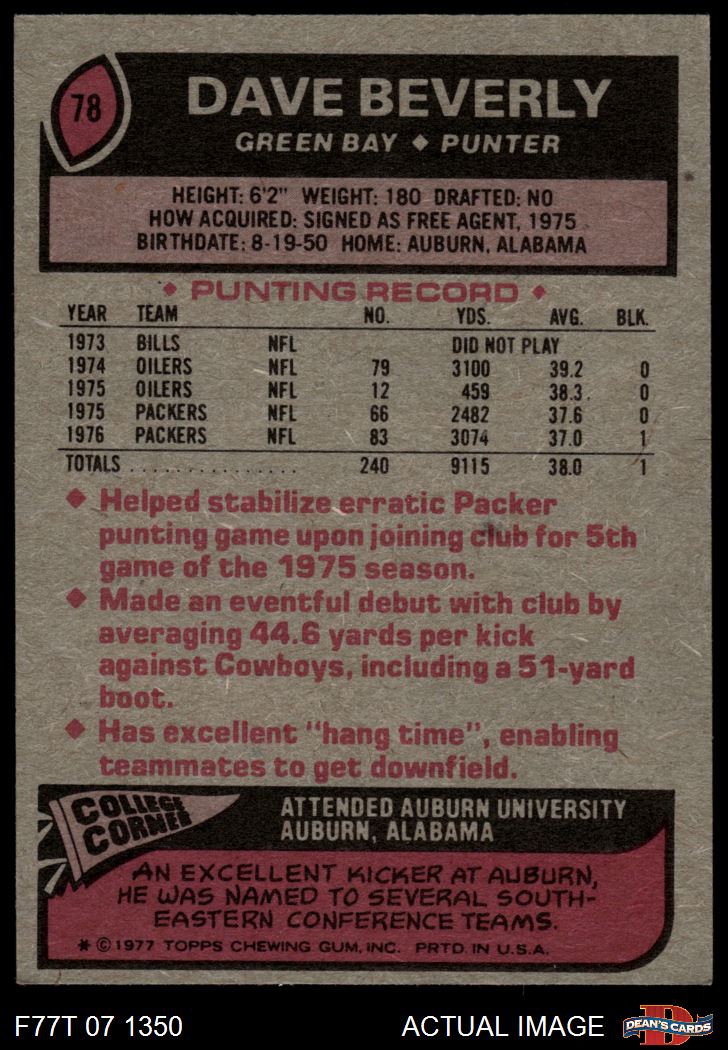 78
DAVE BEVERLY
GREEN BAY ◆ PUNTER
HEIGHT: 6'2" WEIGHT: 180 DRAFTED: NO
HOW ACQUIRED: SIGNED AS FREE AGENT, 1975
BIRTHDATE: 8-19-50 HOME: AUBURN, ALABAMA
◆ PUNTING RECORD ◆
YEAR TEAM NO. YDS. AVG. BLK.
1973 BILLS NFL DID NOT PLAY
1974 OILERS NFL 79 3100 39.2 0
1975 OILERS NFL 12 459 38.3 0
1975 PACKERS NFL 66 2482 37.6 0
1976 PACKERS NFL 83 3074 37.0 1
TOTALS . . . . . . . . . . . . . . . 240 9115 38.0 1
◆ Helped stabilize erratic Packer
punting game upon joining club for 5th
game of the 1975 season.
◆ Made an eventful debut with club by
averaging 44.6 yards per kick
against Cowboys, including a 51-yard
boot.
◆ Has excellent "hang time", enabling
teammates to get downfield.
COLLEGE
CORNER
ATTENDED AUBURN UNIVERSITY
AUBURN, ALABAMA
AN EXCELLENT KICKER AT AUBURN,
HE WAS NAMED TO SEVERAL SOUTH-
EASTERN CONFERENCE TEAMS.
* © 1977 TOPPS CHEWING GUM, INC. PRTD. IN U.S.A.
F77T 07 1350 ACTUAL IMAGE
D
DEAN'S CARDS